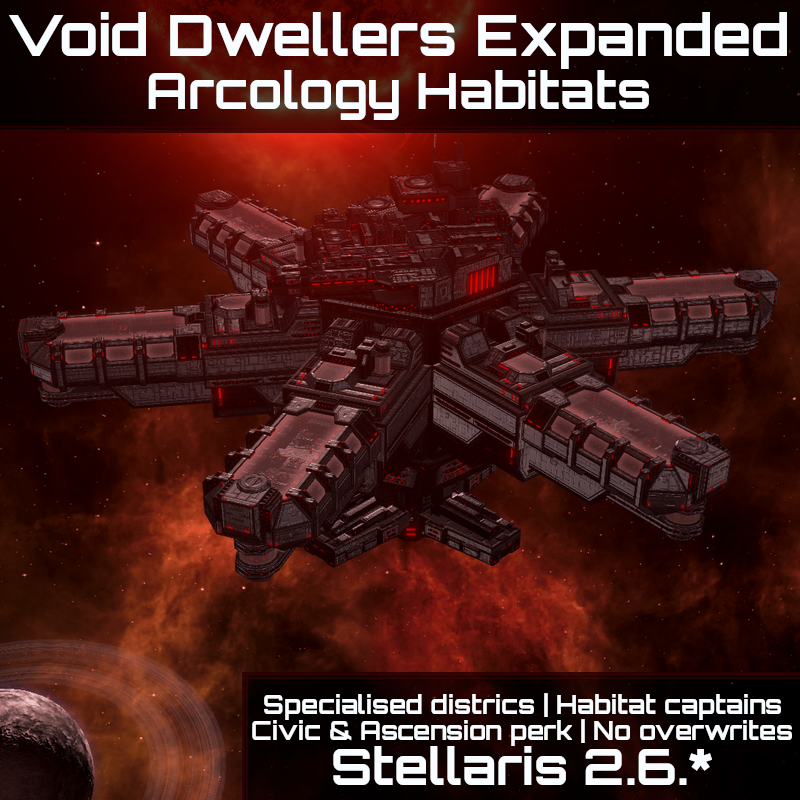 Void Dwellers Expanded
Arcology Habitats
Specialised districs | Habitat captains
Civic & Ascension perk | No overwrites
Stellaris 2.6.*